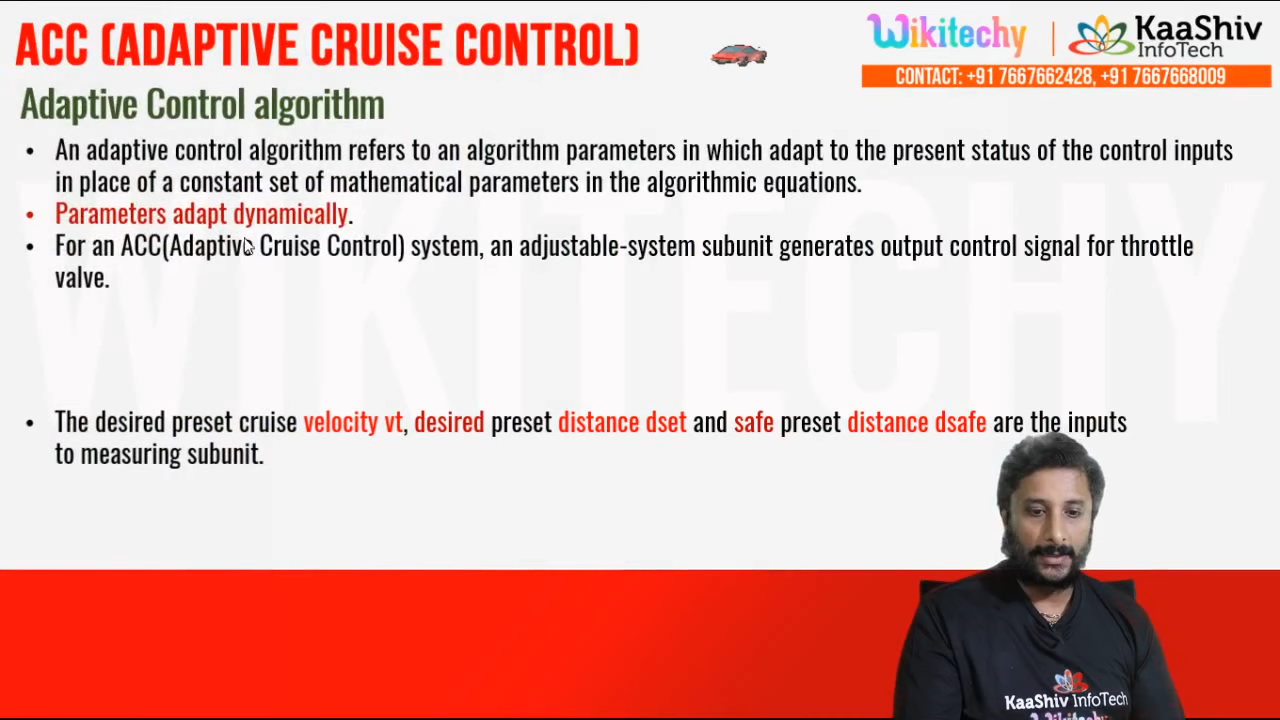 ACC (ADAPTIVE CRUISE CONTROL)
Wikitechy
KaaShiv
InfoTech
CONTACT: +91 7667662428, +91 7667668009
Adaptive Control algorithm
• An adaptive control algorithm refers to an algorithm parameters in which adapt to the present status of the control inputs
in place of a constant set of mathematical parameters in the algorithmic equations.
• Parameters adapt dynamically.
• For an ACC(Adaptive Cruise Control) system, an adjustable-system subunit generates output control signal for throttle
valve.
WIKITECHY
• The desired preset cruise velocity vt, desired preset distance dset and safe preset distance dsafe are the inputs
to measuring subunit.
KaaShiv InfoTech
Wikitechy